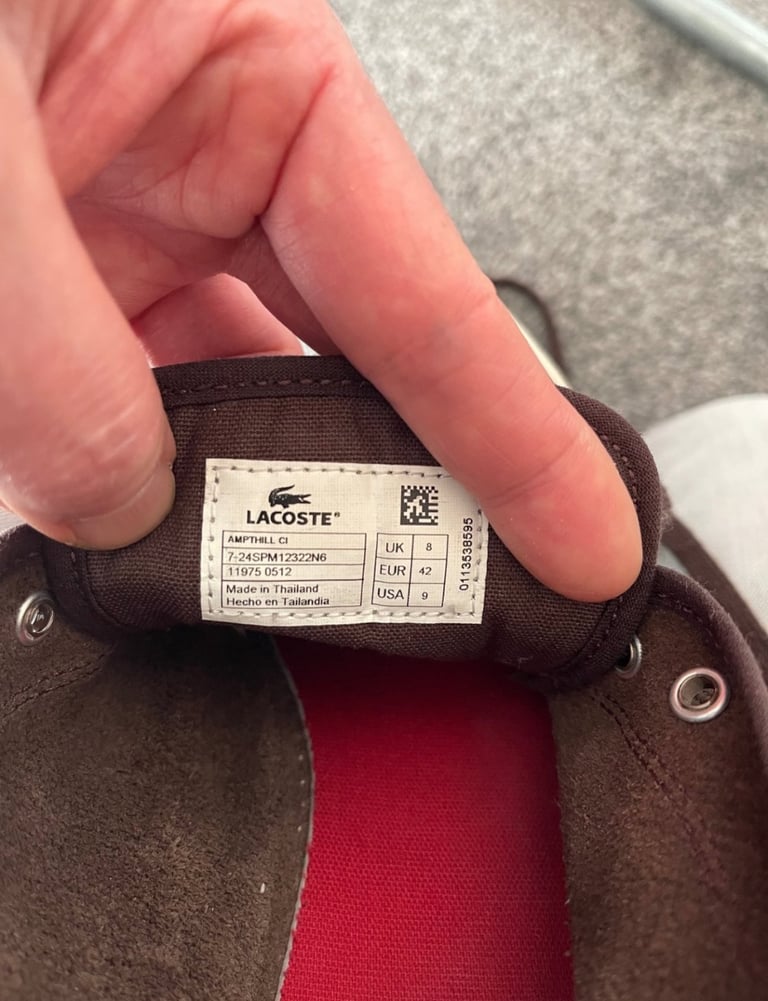 LACOSTE®
AMPTHILL CI
7-24SPM12322N6
11975 0512
Made in Thailand
Hecho en Tailandia
UK 8
EUR 42
USA 9
0113538595